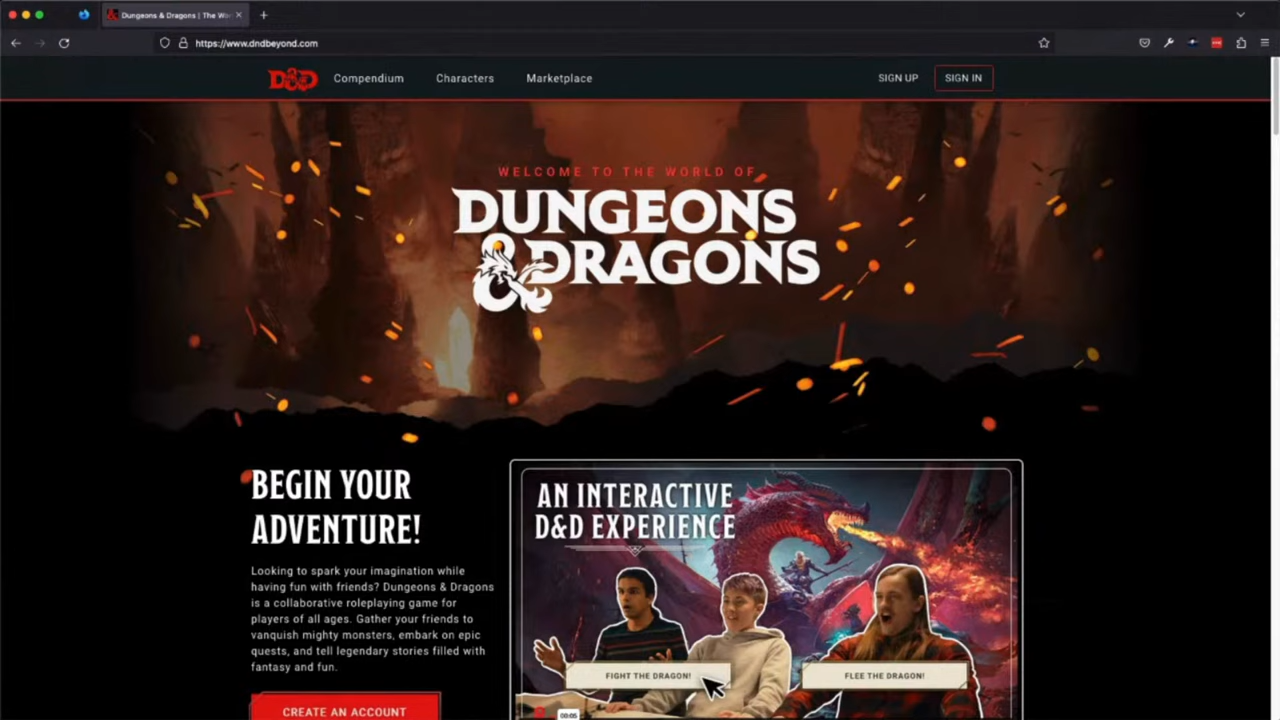 Dungeons & Dragons | The Wo
https://www.dndbeyond.com
D&D
Compendium
Characters
Marketplace
SIGN UP
SIGN IN
WELCOME TO THE WORLD OF
DUNGEONS
& DRAGONS
BEGIN YOUR
ADVENTURE!
Looking to spark your imagination while
having fun with friends? Dungeons & Dragons
is a collaborative roleplaying game for
players of all ages. Gather your friends to
vanquish mighty monsters, embark on epic
quests, and tell legendary stories filled with
fantasy and fun.
CREATE AN ACCOUNT
AN INTERACTIVE
D&D EXPERIENCE
FIGHT THE DRAGON!
FLEE THE DRAGON!
00:05